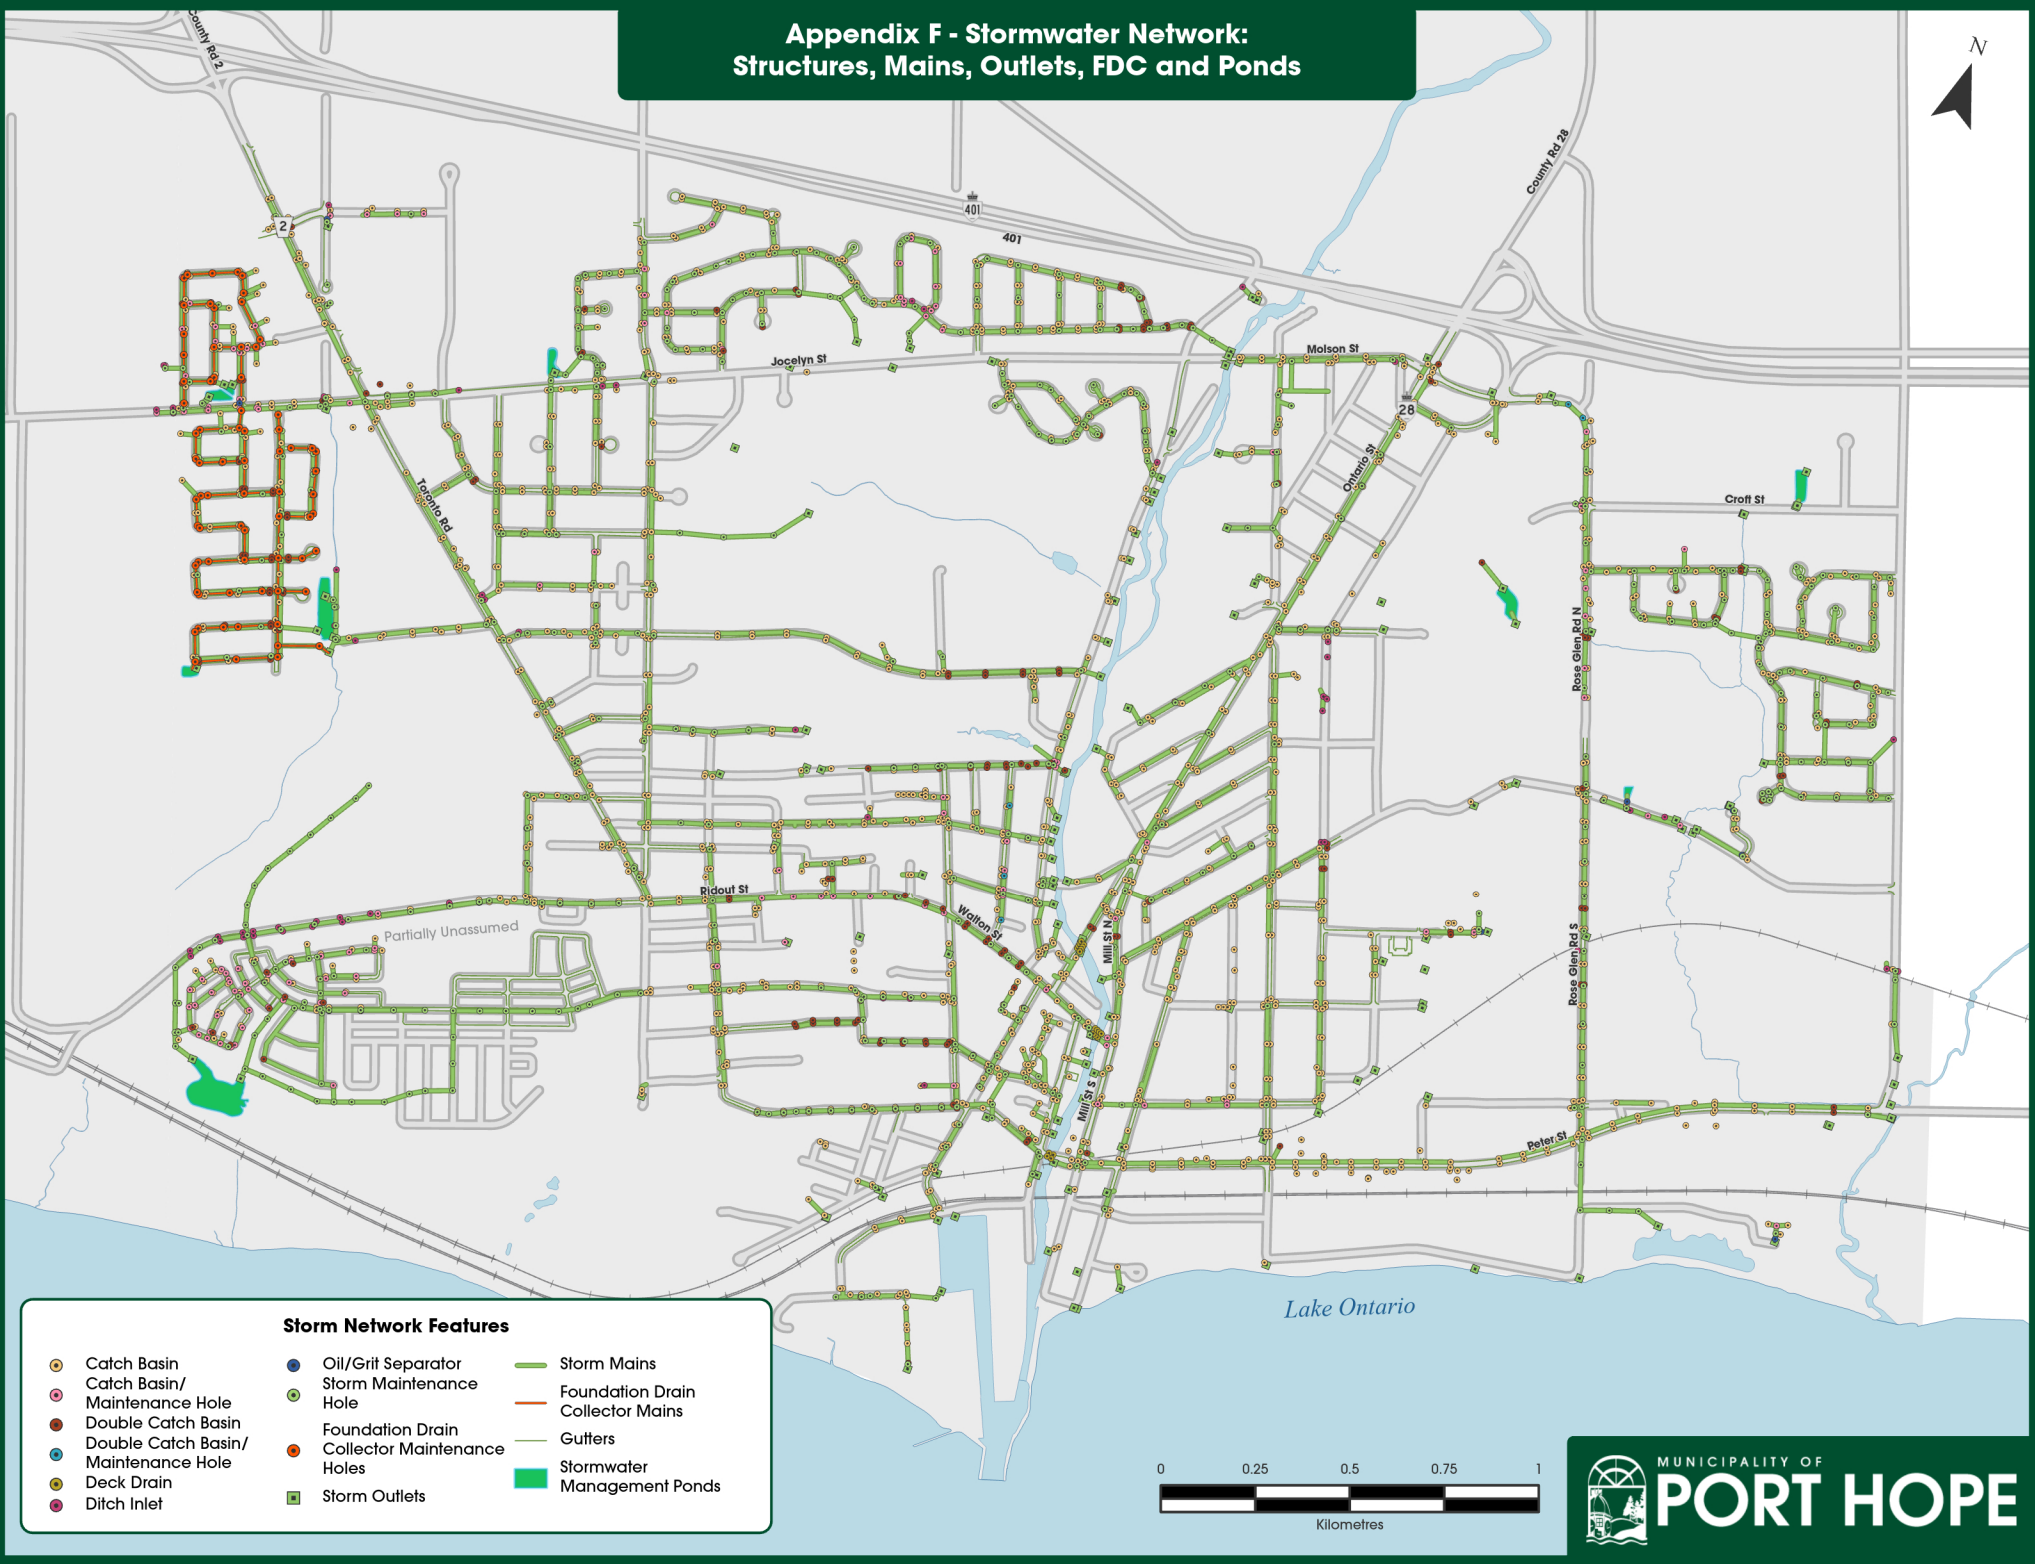 Appendix F - Stormwater Network:
Structures, Mains, Outlets, FDC and Ponds
N
County Rd 2
County Rd 28
2
401
401
Jocelyn St
Molson St
28
Ontario St
Toronto Rd
Croft St
Rose Glen Rd N
Ridout St
Walton St
Mill St N
Partially Unassumed
Rose Glen Rd S
Mill St S
Peter St
Lake Ontario
Storm Network Features
Catch Basin
Catch Basin/
Maintenance Hole
Double Catch Basin
Double Catch Basin/
Maintenance Hole
Deck Drain
Ditch Inlet
Oil/Grit Separator
Storm Maintenance
Hole
Foundation Drain
Collector Maintenance
Holes
Storm Outlets
Storm Mains
Foundation Drain
Collector Mains
Gutters
Stormwater
Management Ponds
0 0.25 0.5 0.75 1
Kilometres
MUNICIPALITY OF
PORT HOPE